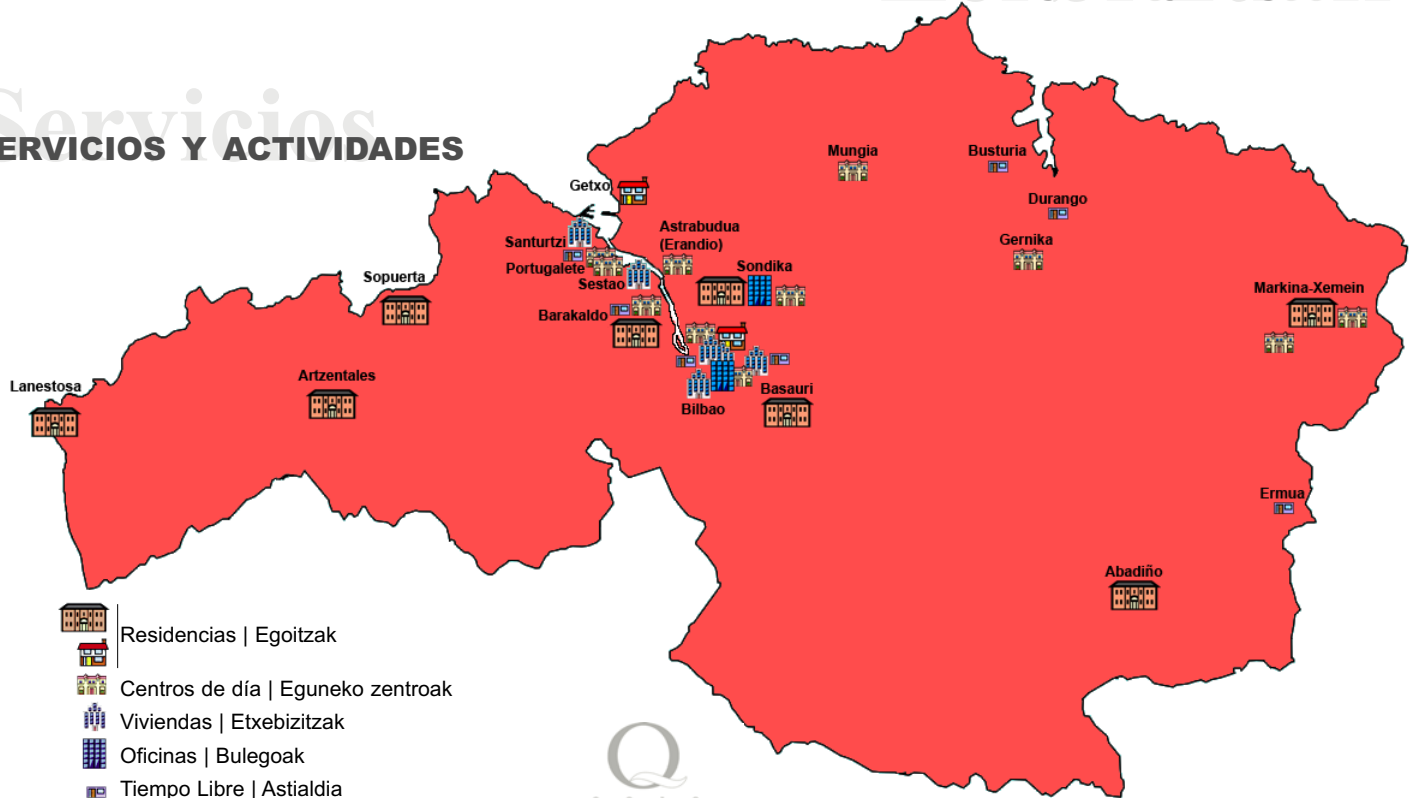 Servicios
ERVICIOS Y ACTIVIDADES
Mungia
Busturia
Getxo
Durango
Astrabudua
(Erandio)
Santurtzi
Gernika
Portugalete
Sondika
Sopuerta
Sestao
Markina-Xemein
Barakaldo
Artzentales
Lanestosa
Basauri
Bilbao
Ermua
Abadiño
Residencias | Egoitzak
Centros de día | Eguneko zentroak
Viviendas | Etxebizitzak
Oficinas | Bulegoak
Tiempo Libre | Astialdia
Q